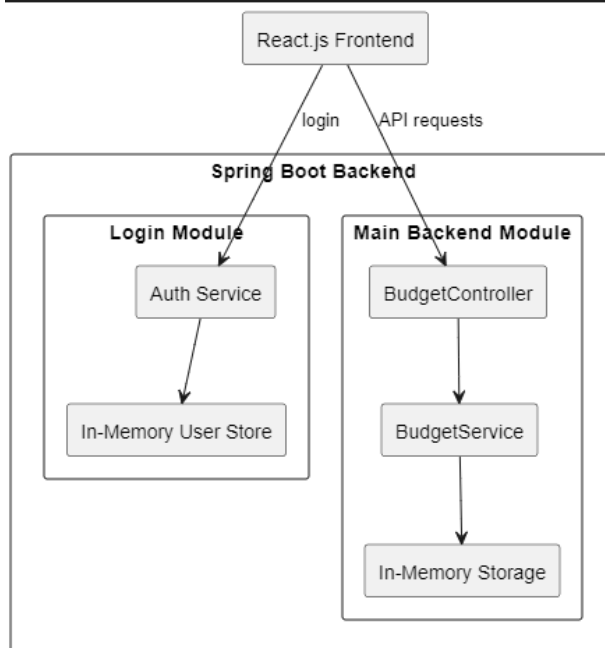 React.js Frontend
login
API requests
Spring Boot Backend
Login Module
Main Backend Module
Auth Service
BudgetController
In-Memory User Store
BudgetService
In-Memory Storage